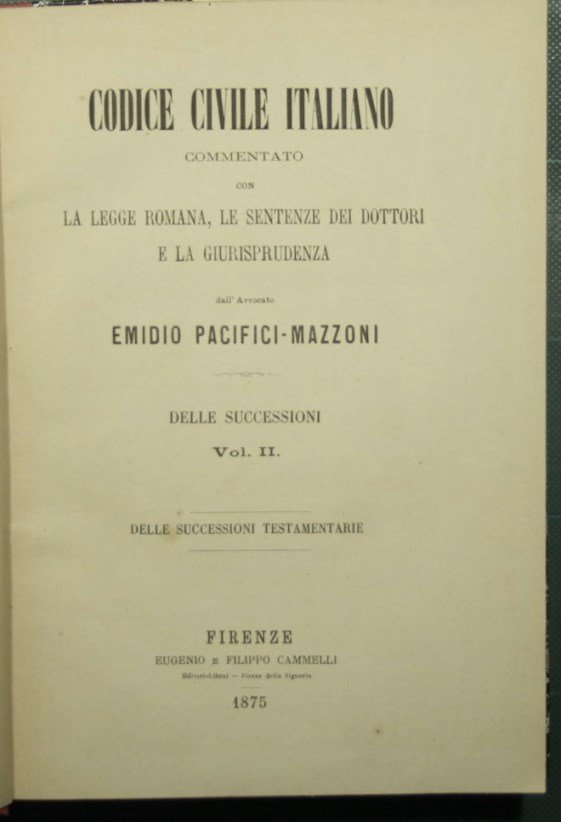 CODICE CIVILE ITALIANO
COMMENTATO
CON
LA LEGGE ROMANA, LE SENTENZE DEI DOTTORI
E LA GIURISPRUDENZA
dall' Avvocato
EMIDIO PACIFICI-MAZZONI
DELLE SUCCESSIONI
Vol. II.
DELLE SUCCESSIONI TESTAMENTARIE
FIRENZE
EUGENIO E FILIPPO CAMMELLI
Editori-Librai — Piazza della Signoria
1875